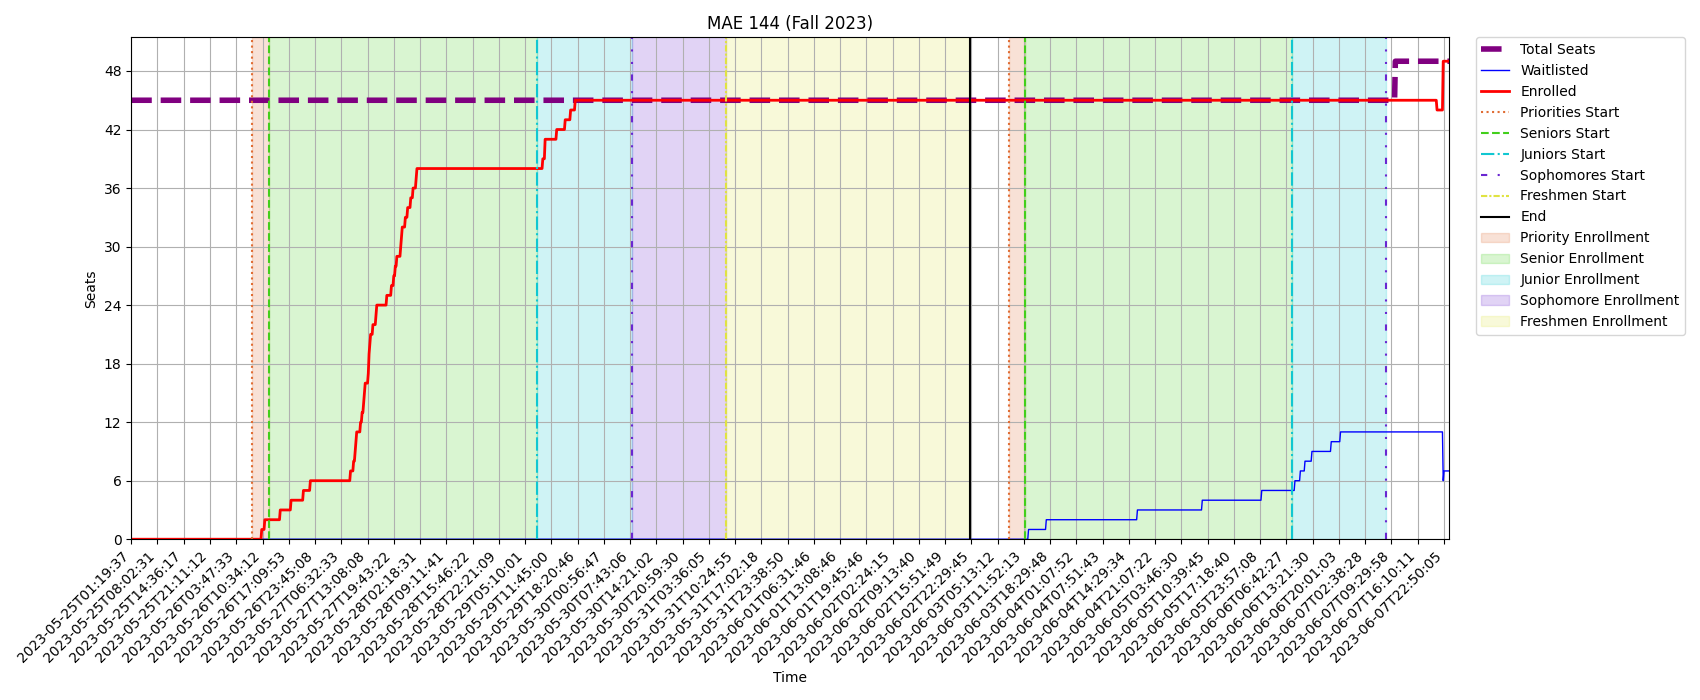 MAE 144 (Fall 2023)
Total Seats
Waitlisted
Enrolled
Priorities Start
Seniors Start
Juniors Start
Sophomores Start
Freshmen Start
End
Priority Enrollment
Senior Enrollment
Junior Enrollment
Sophomore Enrollment
Freshmen Enrollment
Seats
48
42
36
30
24
18
12
6
0
2023-05-25T01:19:37
2023-05-25T08:02:31
2023-05-25T14:36:17
2023-05-25T21:11:12
2023-05-26T03:47:33
2023-05-26T10:34:12
2023-05-26T17:09:53
2023-05-26T23:45:08
2023-05-27T06:32:33
2023-05-27T13:08:08
2023-05-27T19:43:22
2023-05-28T02:18:31
2023-05-28T09:11:41
2023-05-28T15:46:22
2023-05-28T22:21:09
2023-05-29T05:10:01
2023-05-29T11:45:00
2023-05-29T18:20:46
2023-05-30T00:56:47
2023-05-30T07:43:06
2023-05-30T14:21:02
2023-05-30T20:59:30
2023-05-31T03:36:05
2023-05-31T10:24:55
2023-05-31T17:02:18
2023-05-31T23:38:50
2023-06-01T06:31:46
2023-06-01T13:08:46
2023-06-01T19:45:46
2023-06-02T02:24:15
2023-06-02T09:13:40
2023-06-02T15:51:49
2023-06-02T22:29:45
2023-06-03T05:13:12
2023-06-03T11:52:13
2023-06-03T18:29:48
2023-06-04T01:07:52
2023-06-04T07:51:43
2023-06-04T14:29:34
2023-06-04T21:07:22
2023-06-05T03:46:30
2023-06-05T10:39:45
2023-06-05T17:18:40
2023-06-05T23:57:08
2023-06-06T06:42:27
2023-06-06T13:21:30
2023-06-06T20:01:03
2023-06-07T02:38:28
2023-06-07T09:29:58
2023-06-07T16:10:11
2023-06-07T22:50:05
Time